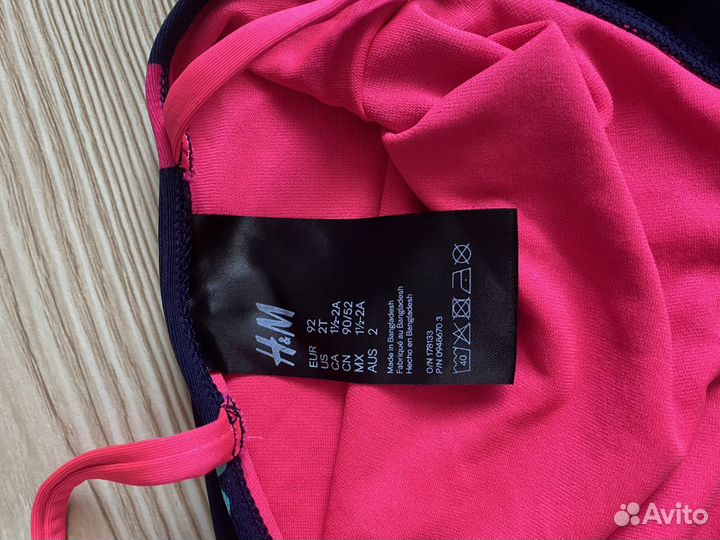 H&M
EUR 92
US 2T
CA 1½-2A
CN 90/52
MX 1½-2A
AUS 2
Made in Bangladesh
Fabriqué au Bangladesh
Hecho en Bangladesh
O/N 178133
P/N 0948670 3
40
Avito